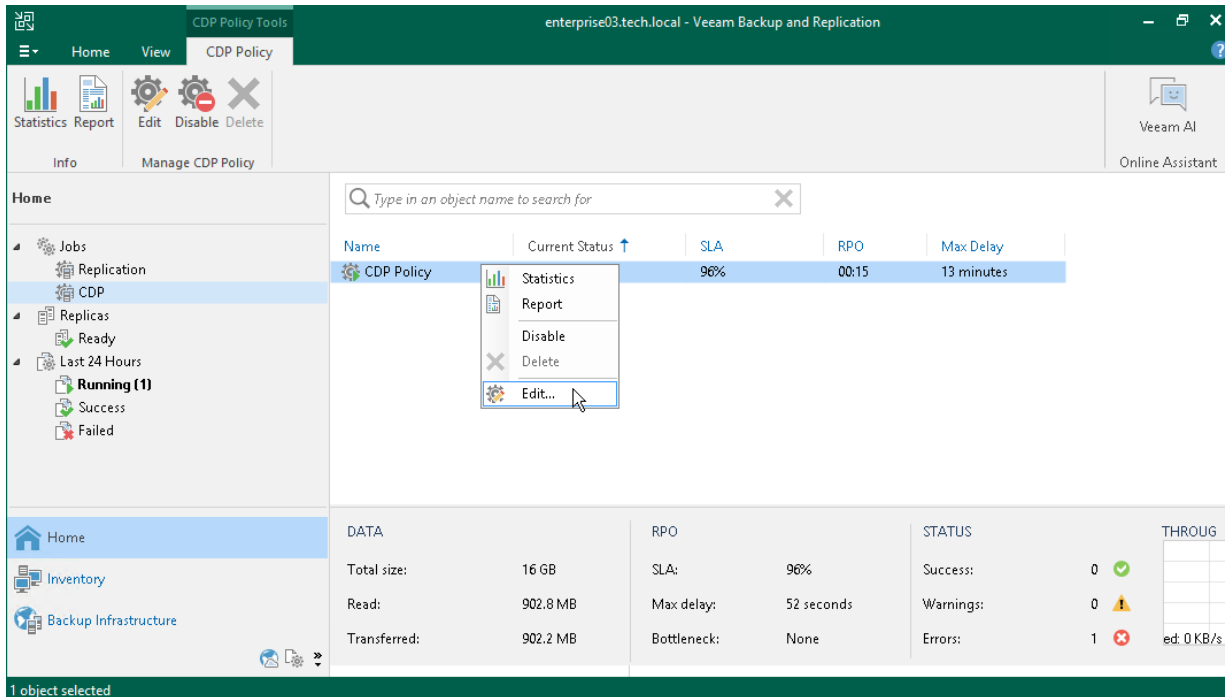 CDP Policy Tools
enterprise03.tech.local - Veeam Backup and Replication
Home View CDP Policy
Statistics Report Edit Disable Delete
Veeam AI
Info Manage CDP Policy Online Assistant
Home
Type in an object name to search for
Jobs
Replication
CDP
Replicas
Ready
Last 24 Hours
Running (1)
Success
Failed
Name Current Status SLA RPO Max Delay
CDP Policy 96% 00:15 13 minutes
Statistics
Report
Disable
Delete
Edit...
Home
Inventory
Backup Infrastructure
DATA RPO STATUS THROUG
Total size: 16 GB SLA: 96% Success: 0
Read: 902.8 MB Max delay: 52 seconds Warnings: 0
Transferred: 902.2 MB Bottleneck: None Errors: 1 ed: 0 KB/s
1 object selected